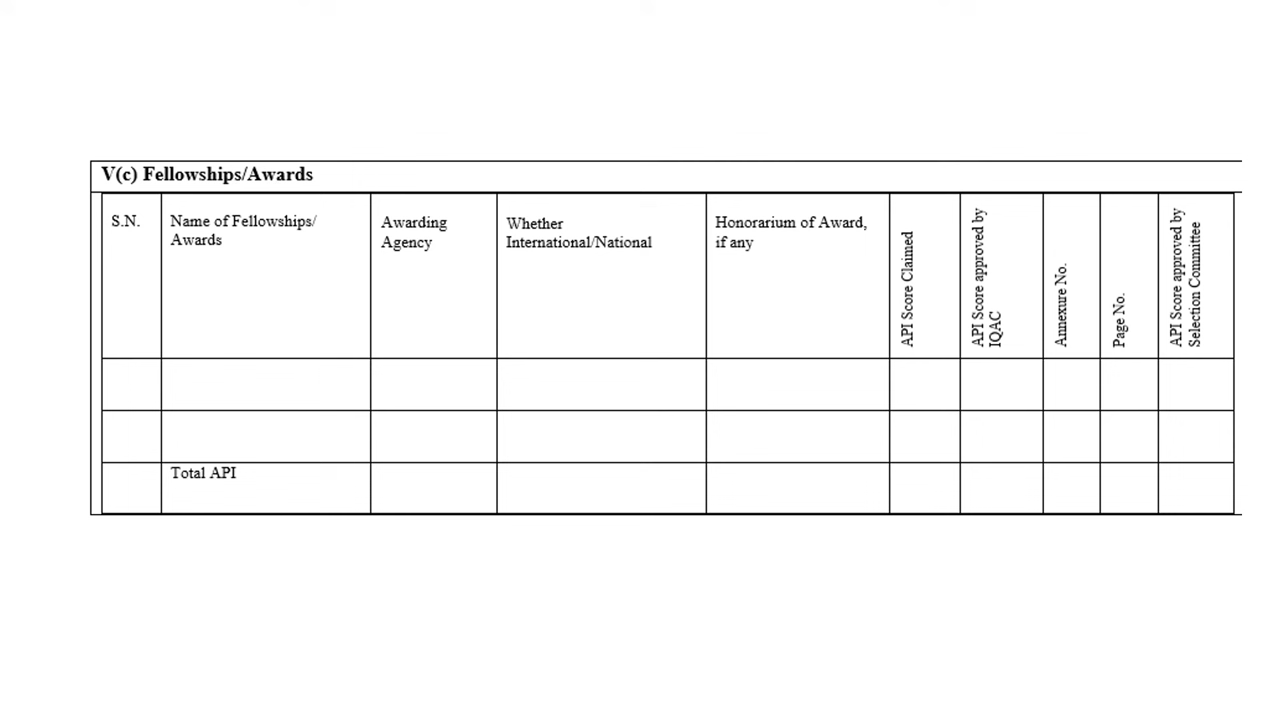 V(c) Fellowships/Awards
S.N.
Name of Fellowships/
Awards
Awarding
Agency
Whether
International/National
Honorarium of Award,
if any
API Score Claimed
API Score approved by
IQAC
Annexure No.
Page No.
API Score approved by
Selection Committee
Total API